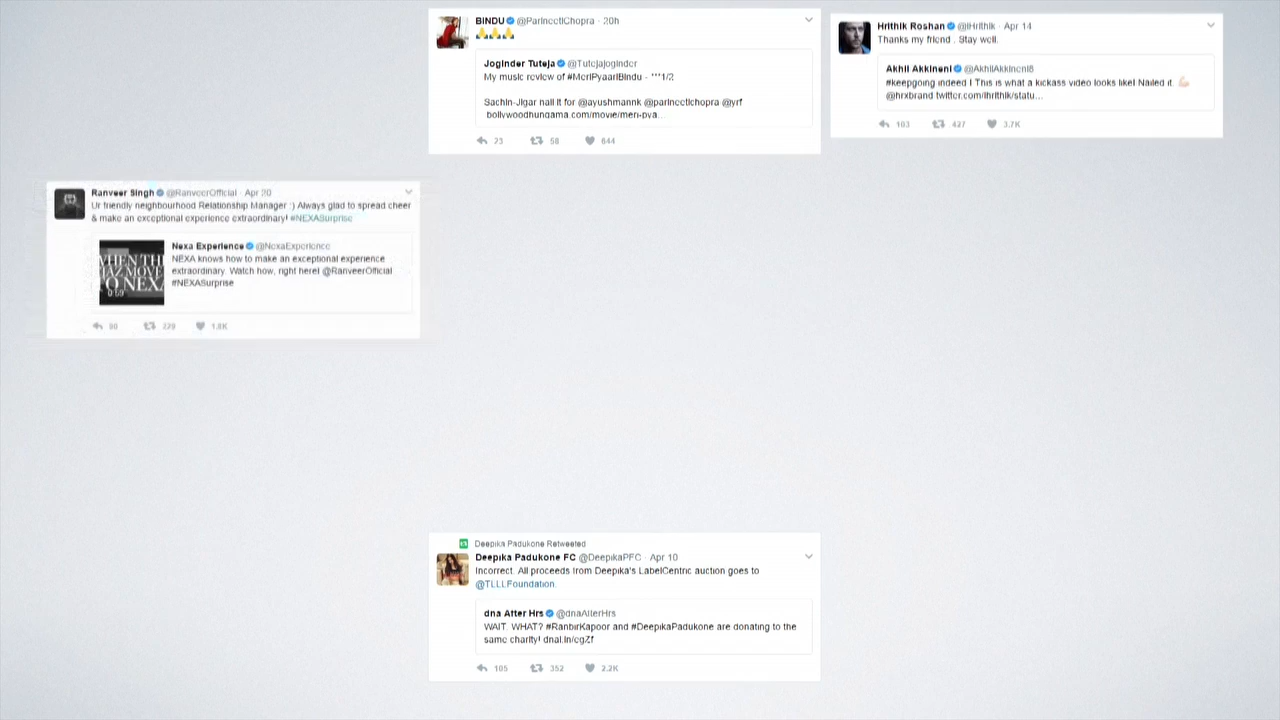 BINDU @ParineetiChopra · 20h
🙏🙏🙏
Joginder Tuteja @Tutejajoginder
My music review of #MeriPyaariBindu - ***1/2
Sachin-Jigar nail it for @ayushmannk @parineetichopra @yrf
bollywoodhungama.com/movie/meri-pya...
23 58 644
Hrithik Roshan @iHrithik · Apr 14
Thanks my friend . Stay well.
Akhil Akkineni @AkhilAkkineni8
#keepgoing indeed ! This is what a kickass video looks like! Nailed it. 💪🏻
@hrxbrand twitter.com/ihrithik/statu...
103 427 3.7K
Ranveer Singh @RanveerOfficial · Apr 20
Ur friendly neighbourhood Relationship Manager :) Always glad to spread cheer
& make an exceptional experience extraordinary! #NEXASurprise
Nexa Experience @NexaExperience
NEXA knows how to make an exceptional experience
extraordinary. Watch how, right here! @RanveerOfficial
#NEXASurprise
WHEN THE
MOVE
TO NEXA
0:59
229 1.8K
Deepika Padukone Retweeted
Deepika Padukone FC @DeepikaPFC · Apr 10
Incorrect. All proceeds from Deepika's LabelCentric auction goes to
@TLLLFoundation.
dna After Hrs @dnaAfterHrs
WAIT. WHAT? #RanbirKapoor and #DeepikaPadukone are donating to the
same charity!
105 352 2.2K